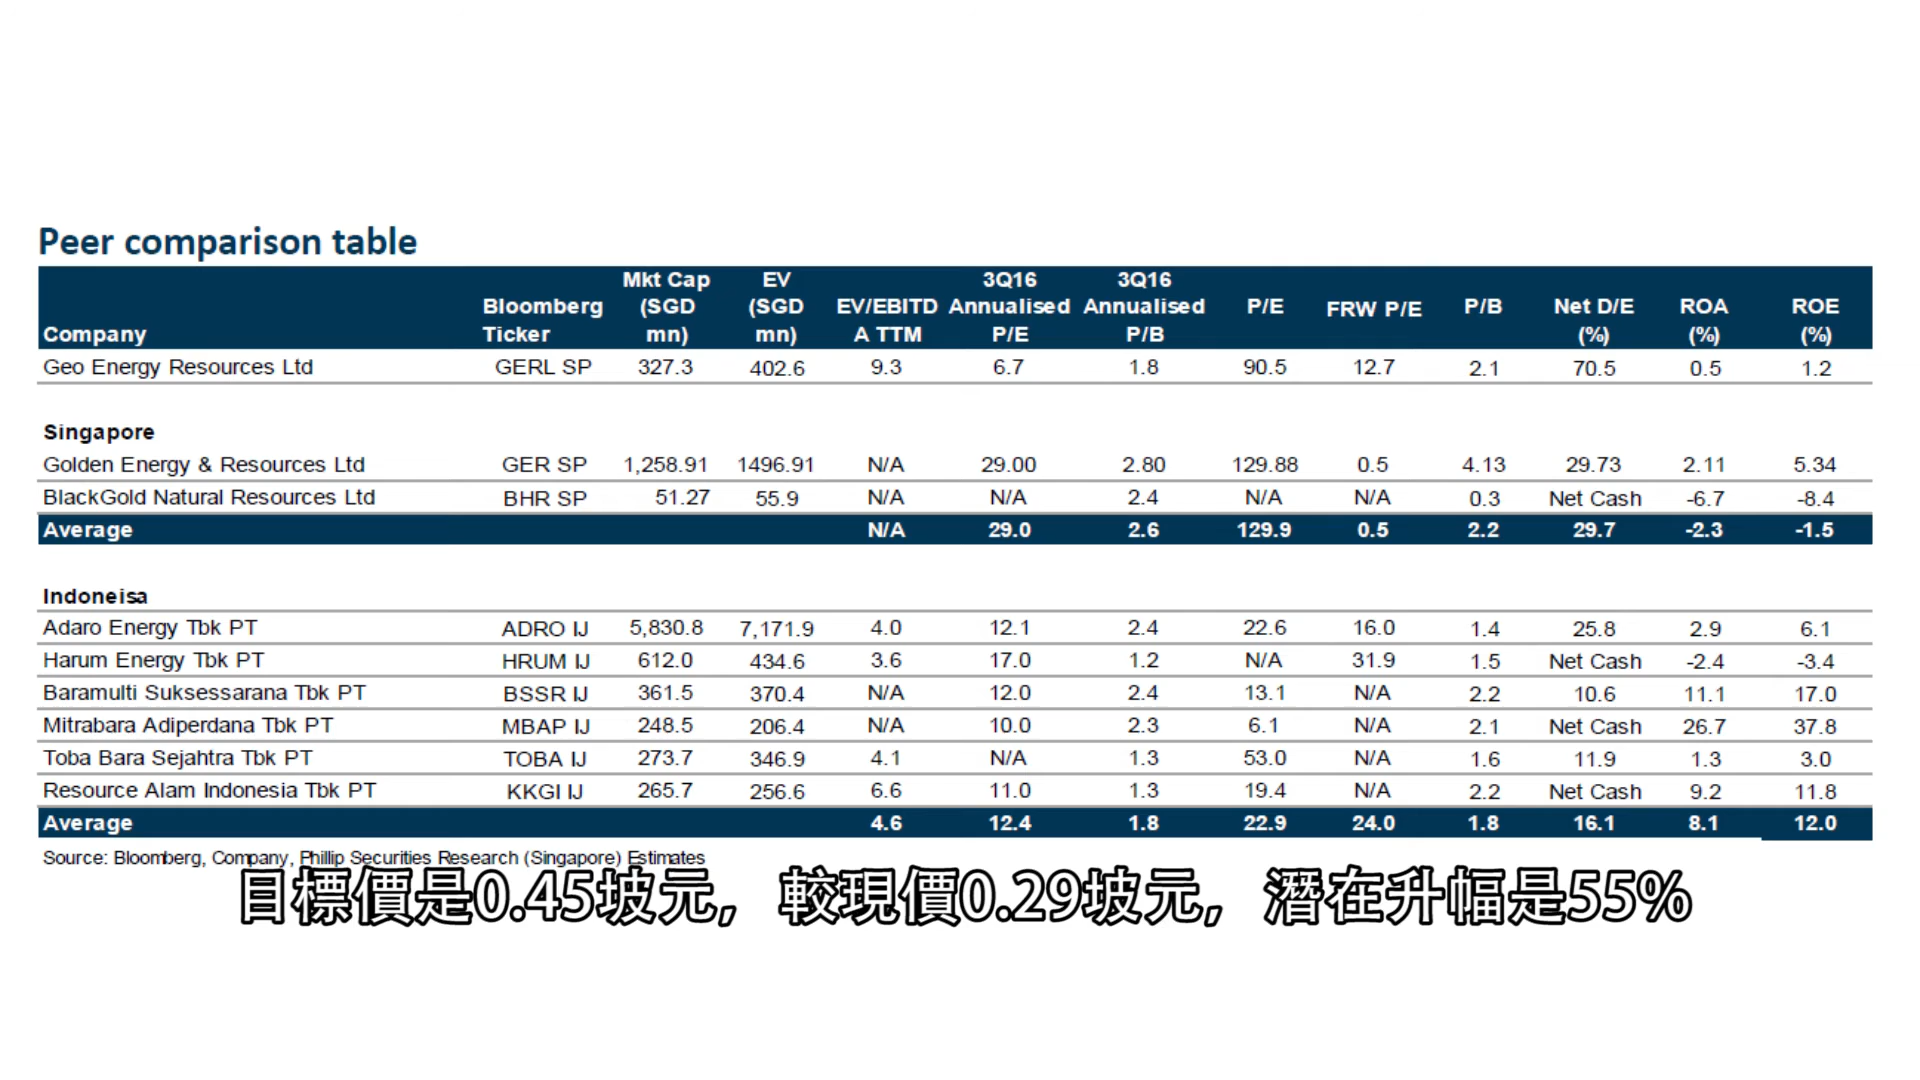 Peer comparison table
Company Bloomberg Ticker Mkt Cap (SGD mn) EV (SGD mn) EV/EBITDA TTM 3Q16 Annualised P/E 3Q16 Annualised P/B P/E FRW P/E P/B Net D/E (%) ROA (%) ROE (%)
Geo Energy Resources Ltd GERL SP 327.3 402.6 9.3 6.7 1.8 90.5 12.7 2.1 70.5 0.5 1.2
Singapore
Golden Energy & Resources Ltd GER SP 1,258.91 1496.91 N/A 29.00 2.80 129.88 0.5 4.13 29.73 2.11 5.34
BlackGold Natural Resources Ltd BHR SP 51.27 55.9 N/A N/A 2.4 N/A N/A 0.3 Net Cash -6.7 -8.4
Average N/A 29.0 2.6 129.9 0.5 2.2 29.7 -2.3 -1.5
Indoneisa
Adaro Energy Tbk PT ADRO IJ 5,830.8 7,171.9 4.0 12.1 2.4 22.6 16.0 1.4 25.8 2.9 6.1
Harum Energy Tbk PT HRUM IJ 612.0 434.6 3.6 17.0 1.2 N/A 31.9 1.5 Net Cash -2.4 -3.4
Baramulti Suksessarana Tbk PT BSSR IJ 361.5 370.4 N/A 12.0 2.4 13.1 N/A 2.2 10.6 11.1 17.0
Mitrabara Adiperdana Tbk PT MBAP IJ 248.5 206.4 N/A 10.0 2.3 6.1 N/A 2.1 Net Cash 26.7 37.8
Toba Bara Sejahtra Tbk PT TOBA IJ 273.7 346.9 4.1 N/A 1.3 53.0 N/A 1.6 11.9 1.3 3.0
Resource Alam Indonesia Tbk PT KKGI IJ 265.7 256.6 6.6 11.0 1.3 19.4 N/A 2.2 Net Cash 9.2 11.8
Average 4.6 12.4 1.8 22.9 24.0 1.8 16.1 8.1 12.0
Source: Bloomberg, Company, Phillip Securities Research (Singapore) Estimates
目標價是0.45坡元, 較現價0.29坡元, 潛在升幅是55%